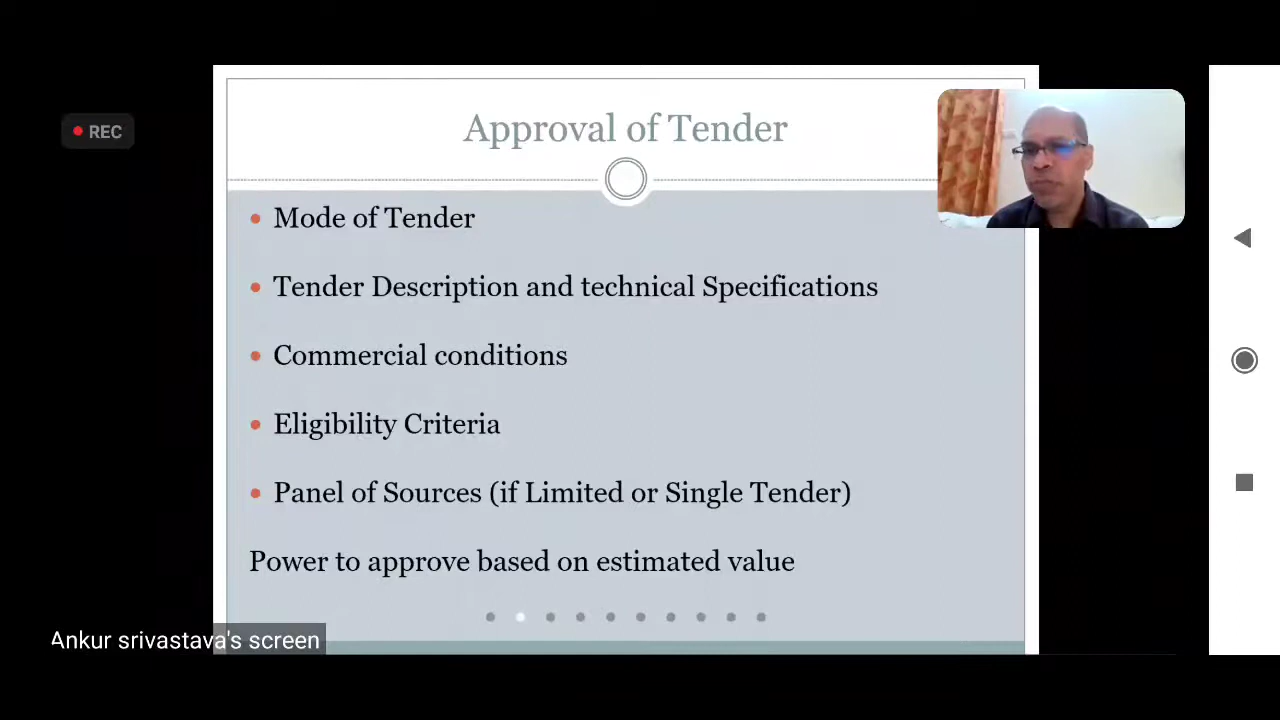 Approval of Tender
REC
Mode of Tender
Tender Description and technical Specifications
Commercial conditions
Eligibility Criteria
Panel of Sources (if Limited or Single Tender)
Power to approve based on estimated value
Ankur srivastava's screen